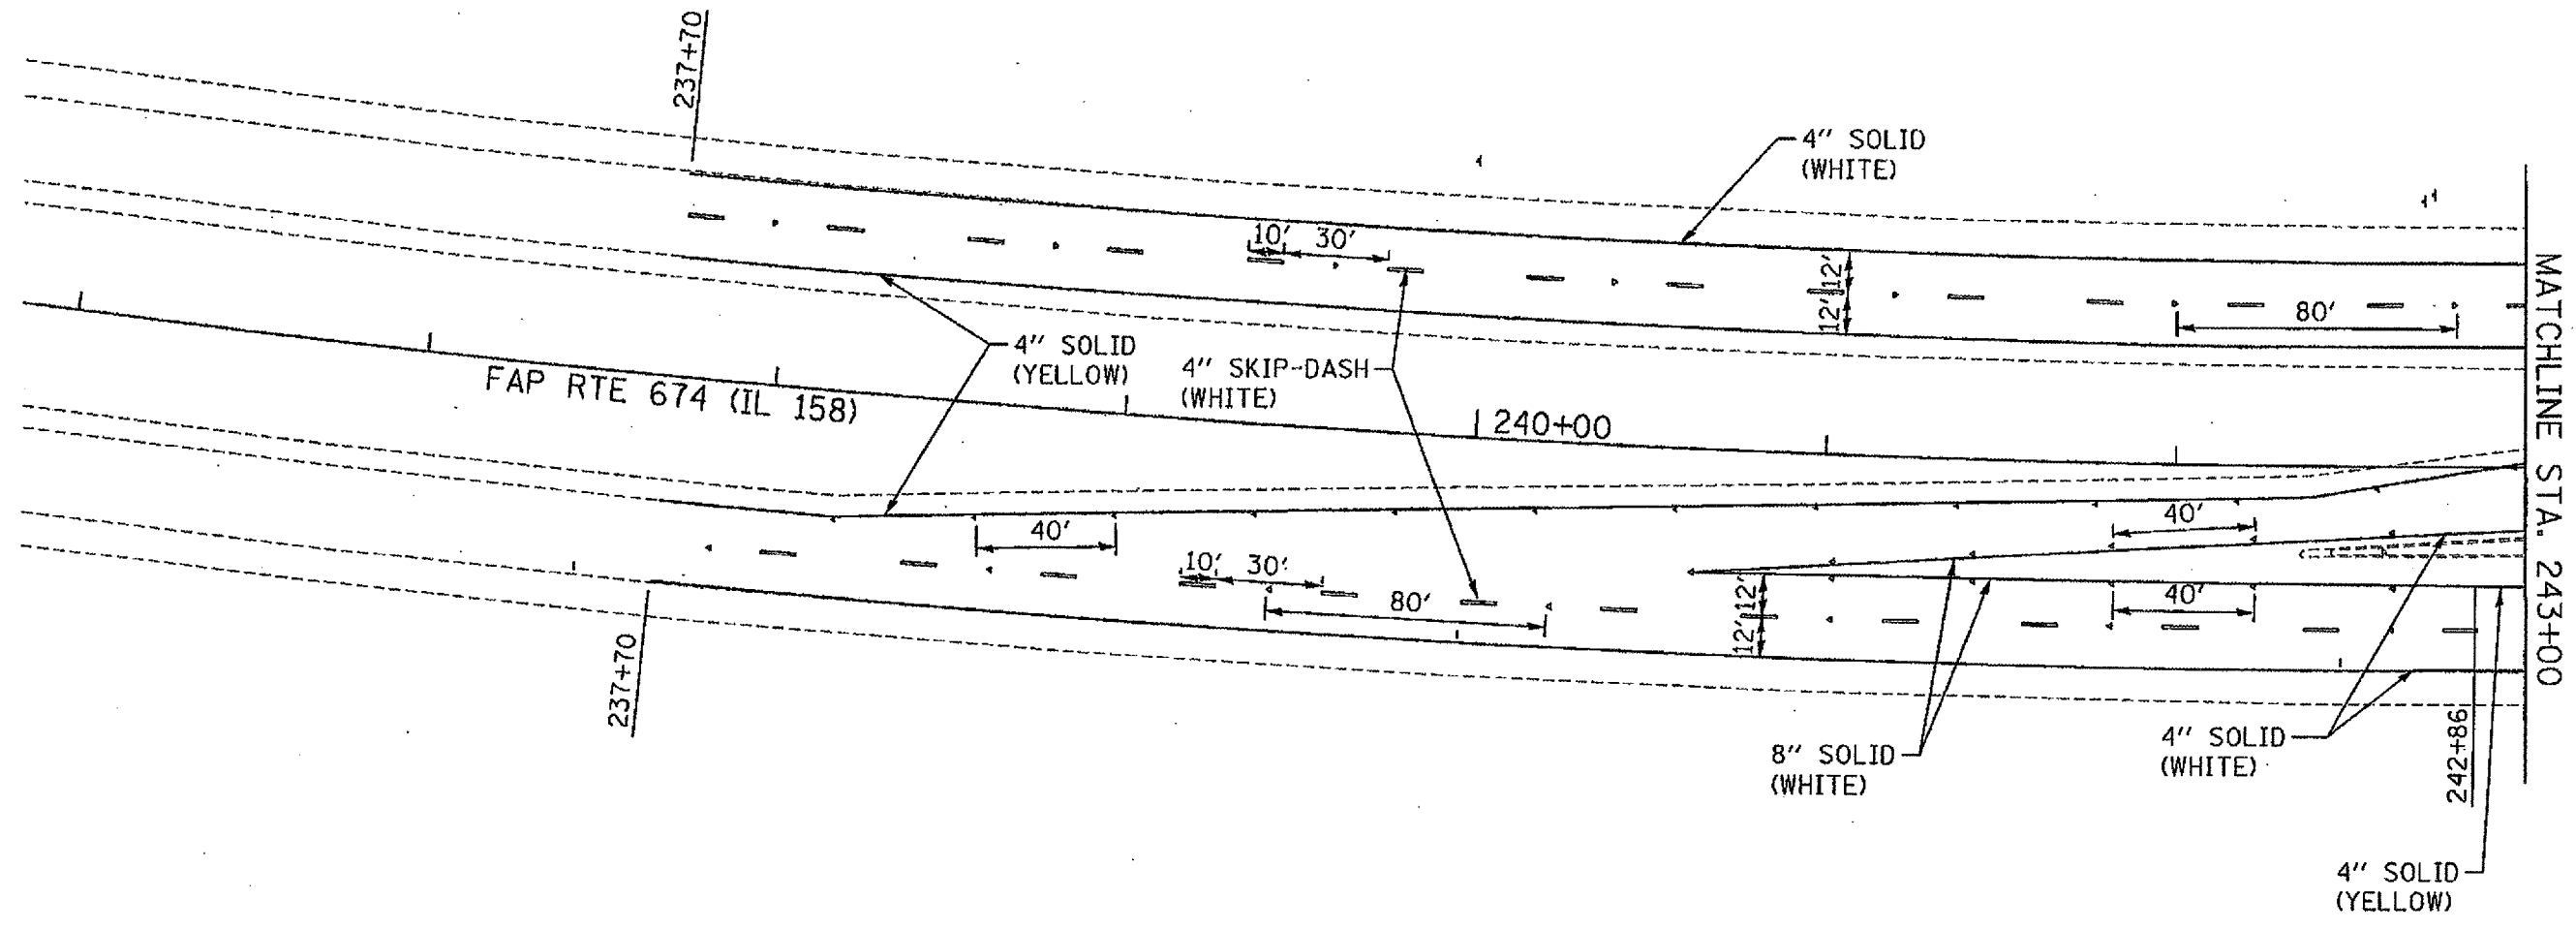 237+70
4" SOLID
(WHITE)
10' 30'
12'
12'
80'
4" SOLID
(YELLOW)
4" SKIP-DASH
(WHITE)
FAP RTE 674 (IL 158)
240+00
MATCHLINE STA. 243+00
40'
40'
10' 30'
80'
12'
12'
40'
237+70
8" SOLID
(WHITE)
4" SOLID
(WHITE)
242+86
4" SOLID
(YELLOW)